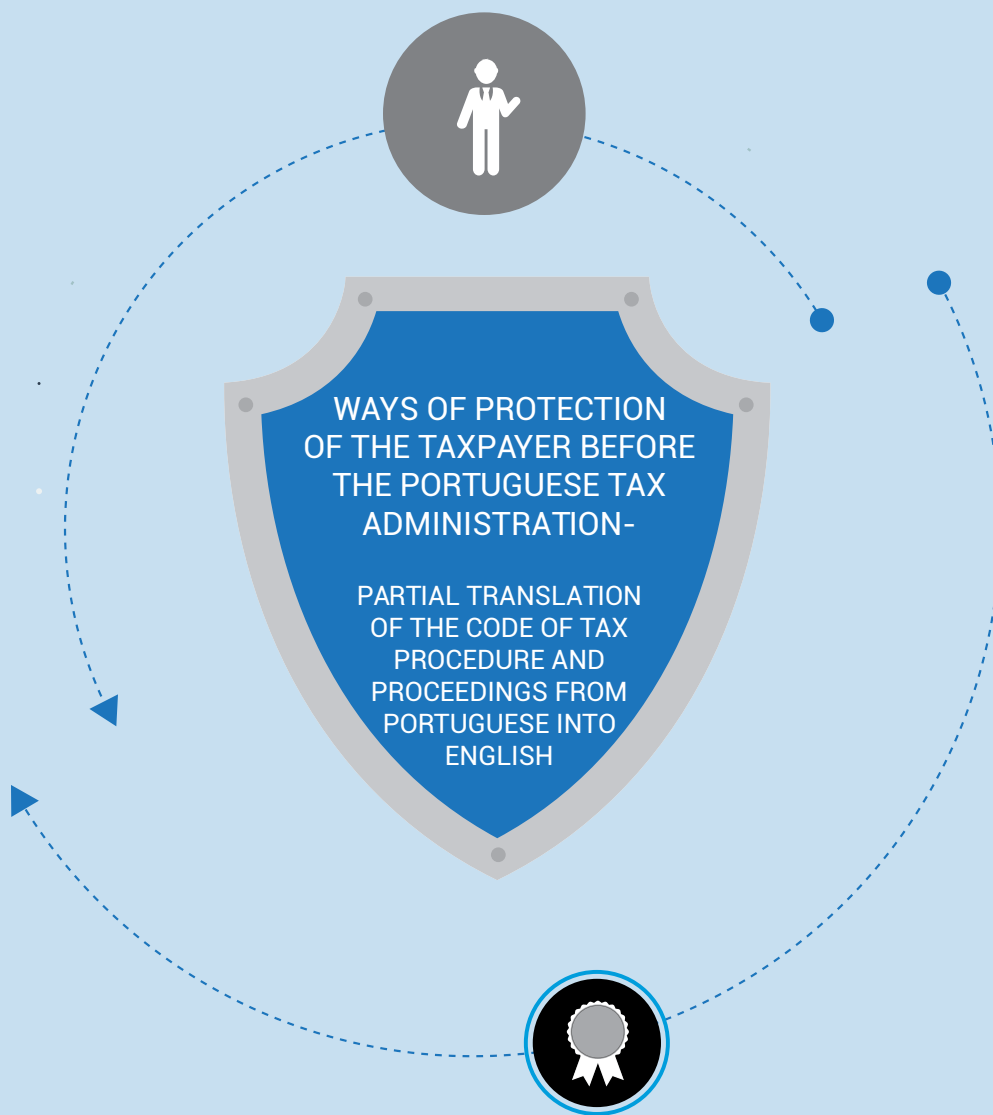 WAYS OF PROTECTION
OF THE TAXPAYER BEFORE
THE PORTUGUESE TAX
ADMINISTRATION-
PARTIAL TRANSLATION
OF THE CODE OF TAX
PROCEDURE AND
PROCEEDINGS FROM
PORTUGUESE INTO
ENGLISH